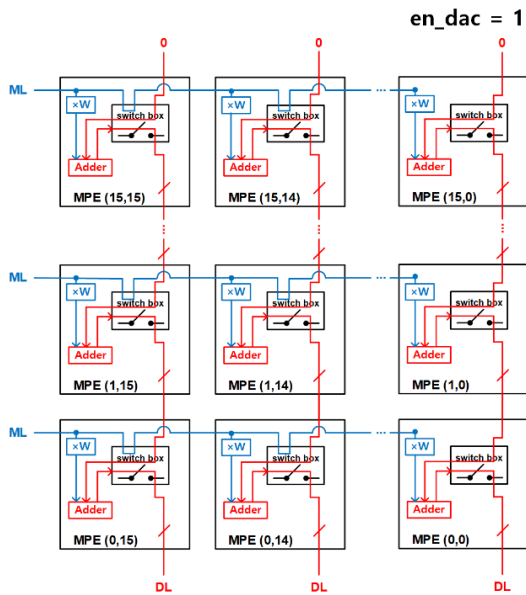 en_dac = 1
0 0 0
ML
×W switch box ×W switch box ... ×W switch box
Adder Adder Adder
MPE (15,15) MPE (15,14) MPE (15,0)
... ... ...
ML
×W switch box ×W switch box ... ×W switch box
Adder Adder Adder
MPE (1,15) MPE (1,14) MPE (1,0)
ML
×W switch box ×W switch box ... ×W switch box
Adder Adder Adder
MPE (0,15) MPE (0,14) MPE (0,0)
DL DL DL